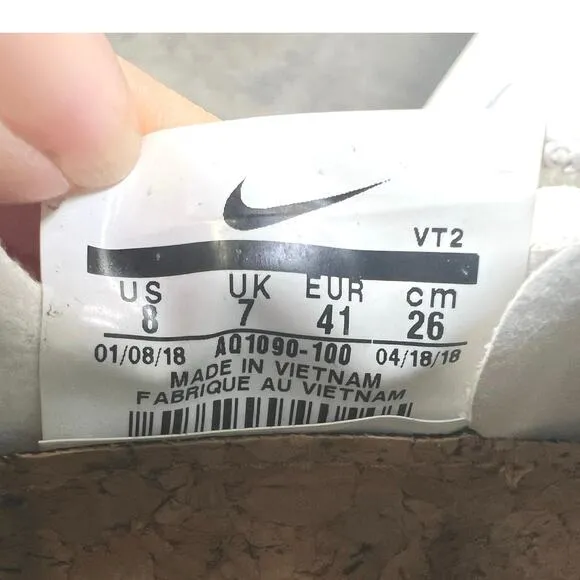 VT2
US UK EUR cm
8 7 41 26
01/08/18 AQ1090-100 04/18/18
MADE IN VIETNAM
FABRIQUE AU VIETNAM